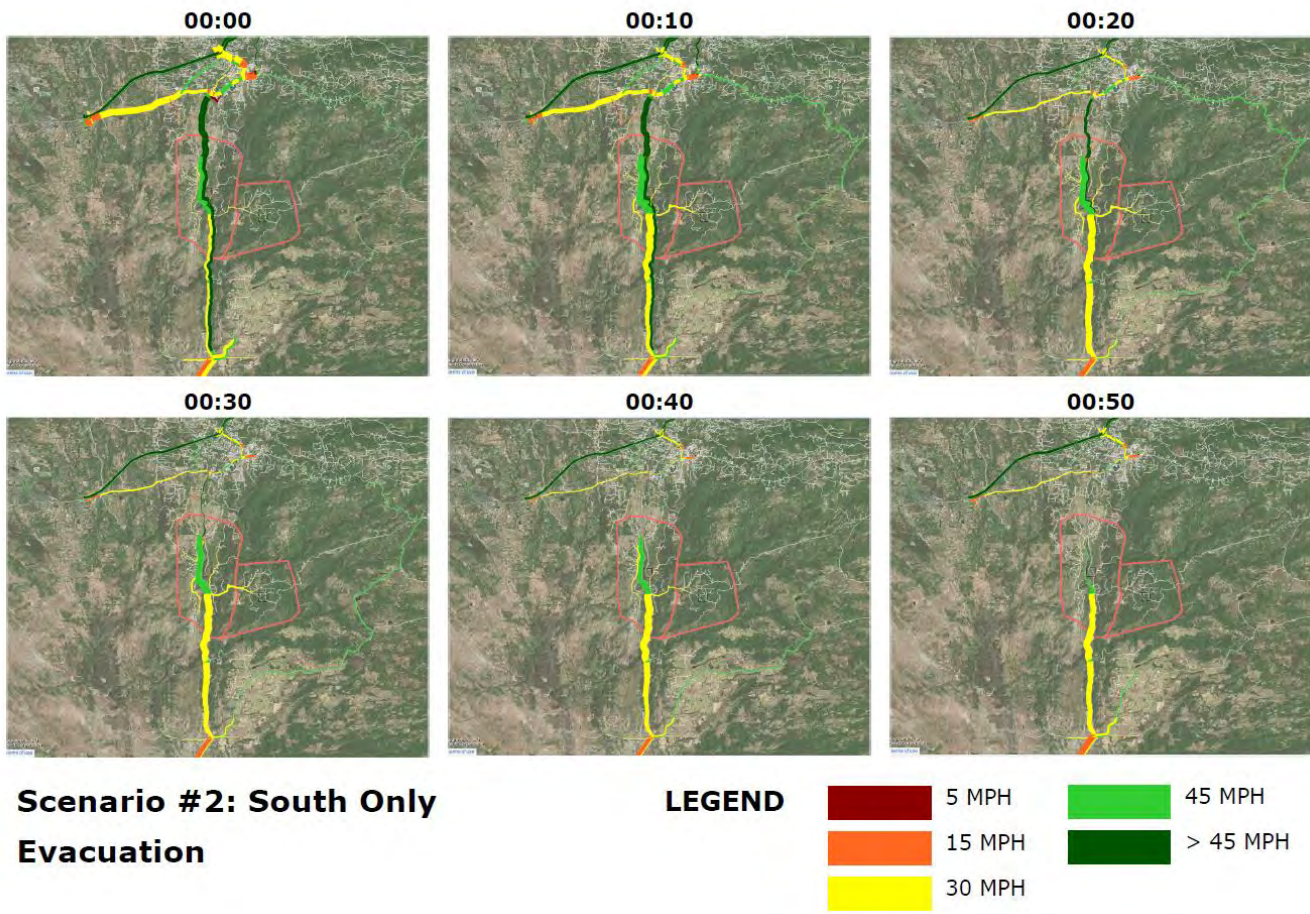 00:00 00:10 00:20
00:30 00:40 00:50
Scenario #2: South Only
Evacuation
LEGEND
5 MPH
15 MPH
30 MPH
45 MPH
> 45 MPH